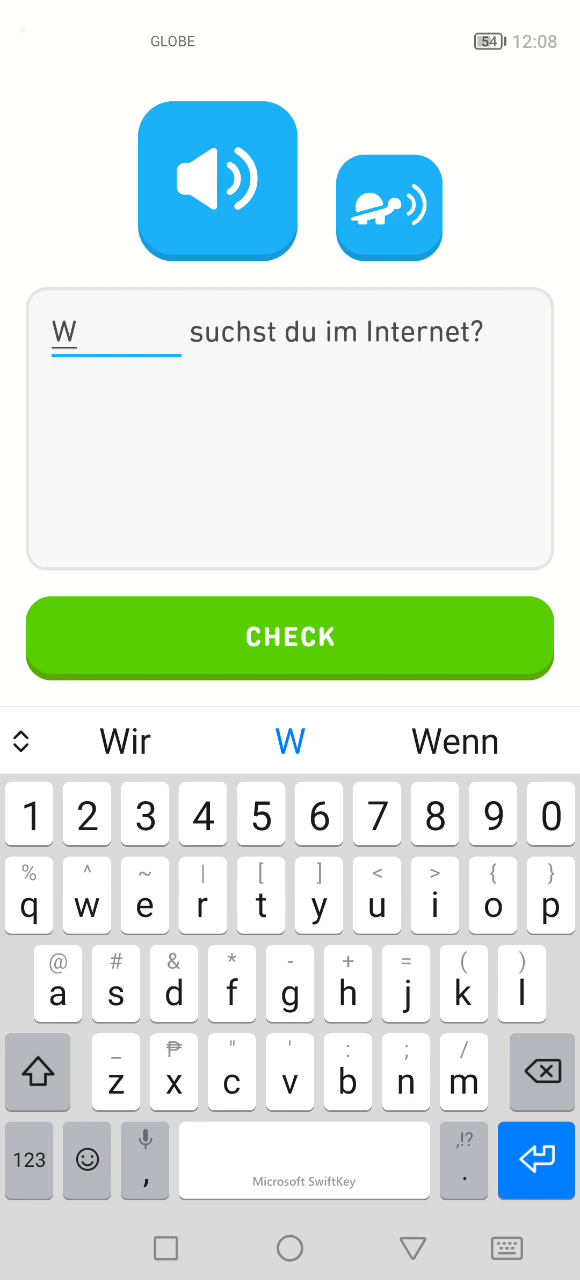 GLOBE 54 12:08
W suchst du im Internet?
CHECK
Wir W Wenn
1 2 3 4 5 6 7 8 9 0
% ^ ~ | [ ] < > { }
q w e r t y u i o p
@ # & * - + = ( )
a s d f g h j k l
_ ₱ " ' : ; /
z x c v b n m
123 , Microsoft SwiftKey ,!? .